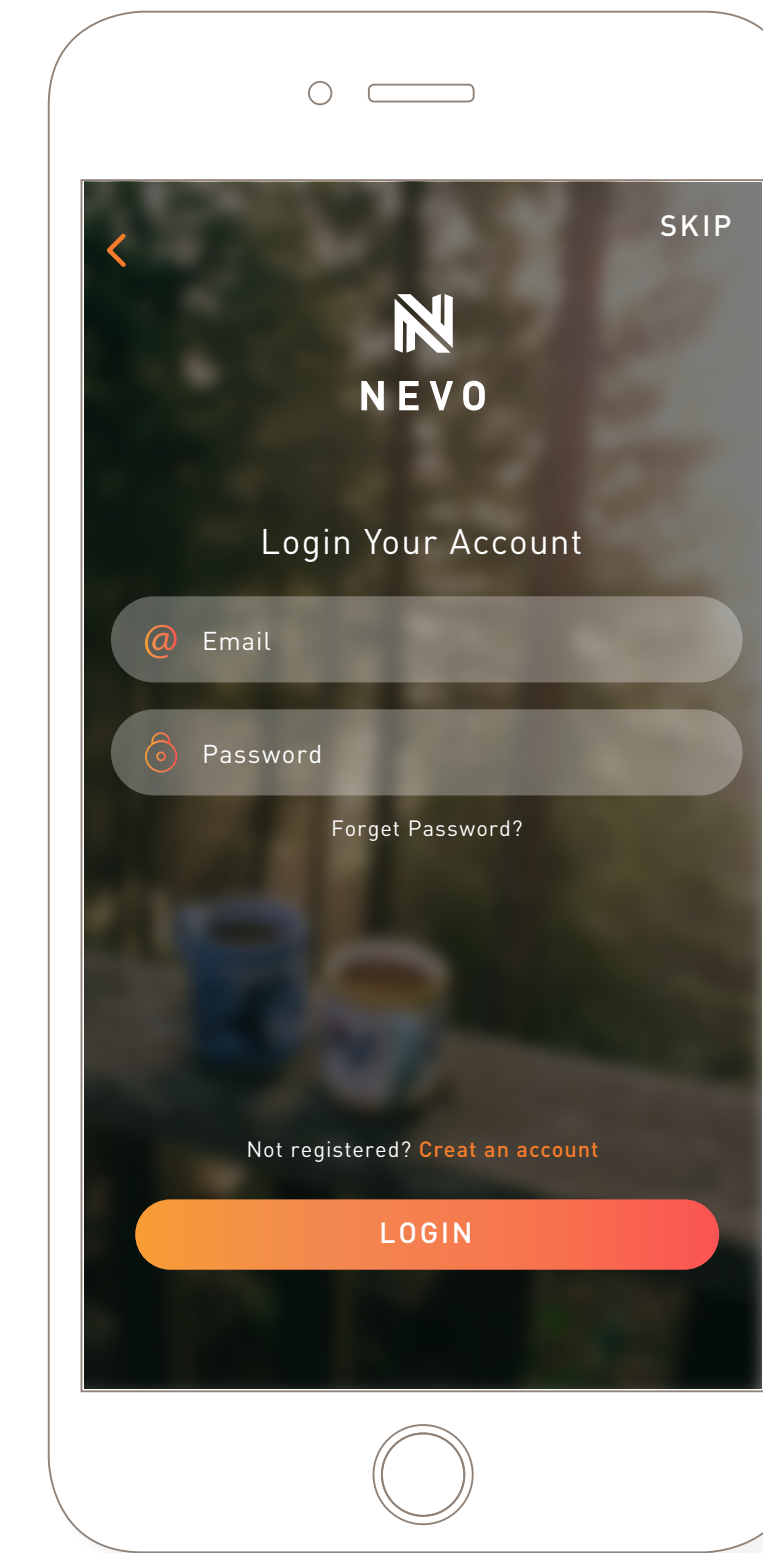 SKIP
NEVO
Login Your Account
@ Email
Password
Forget Password?
Not registered? Creat an account
LOGIN